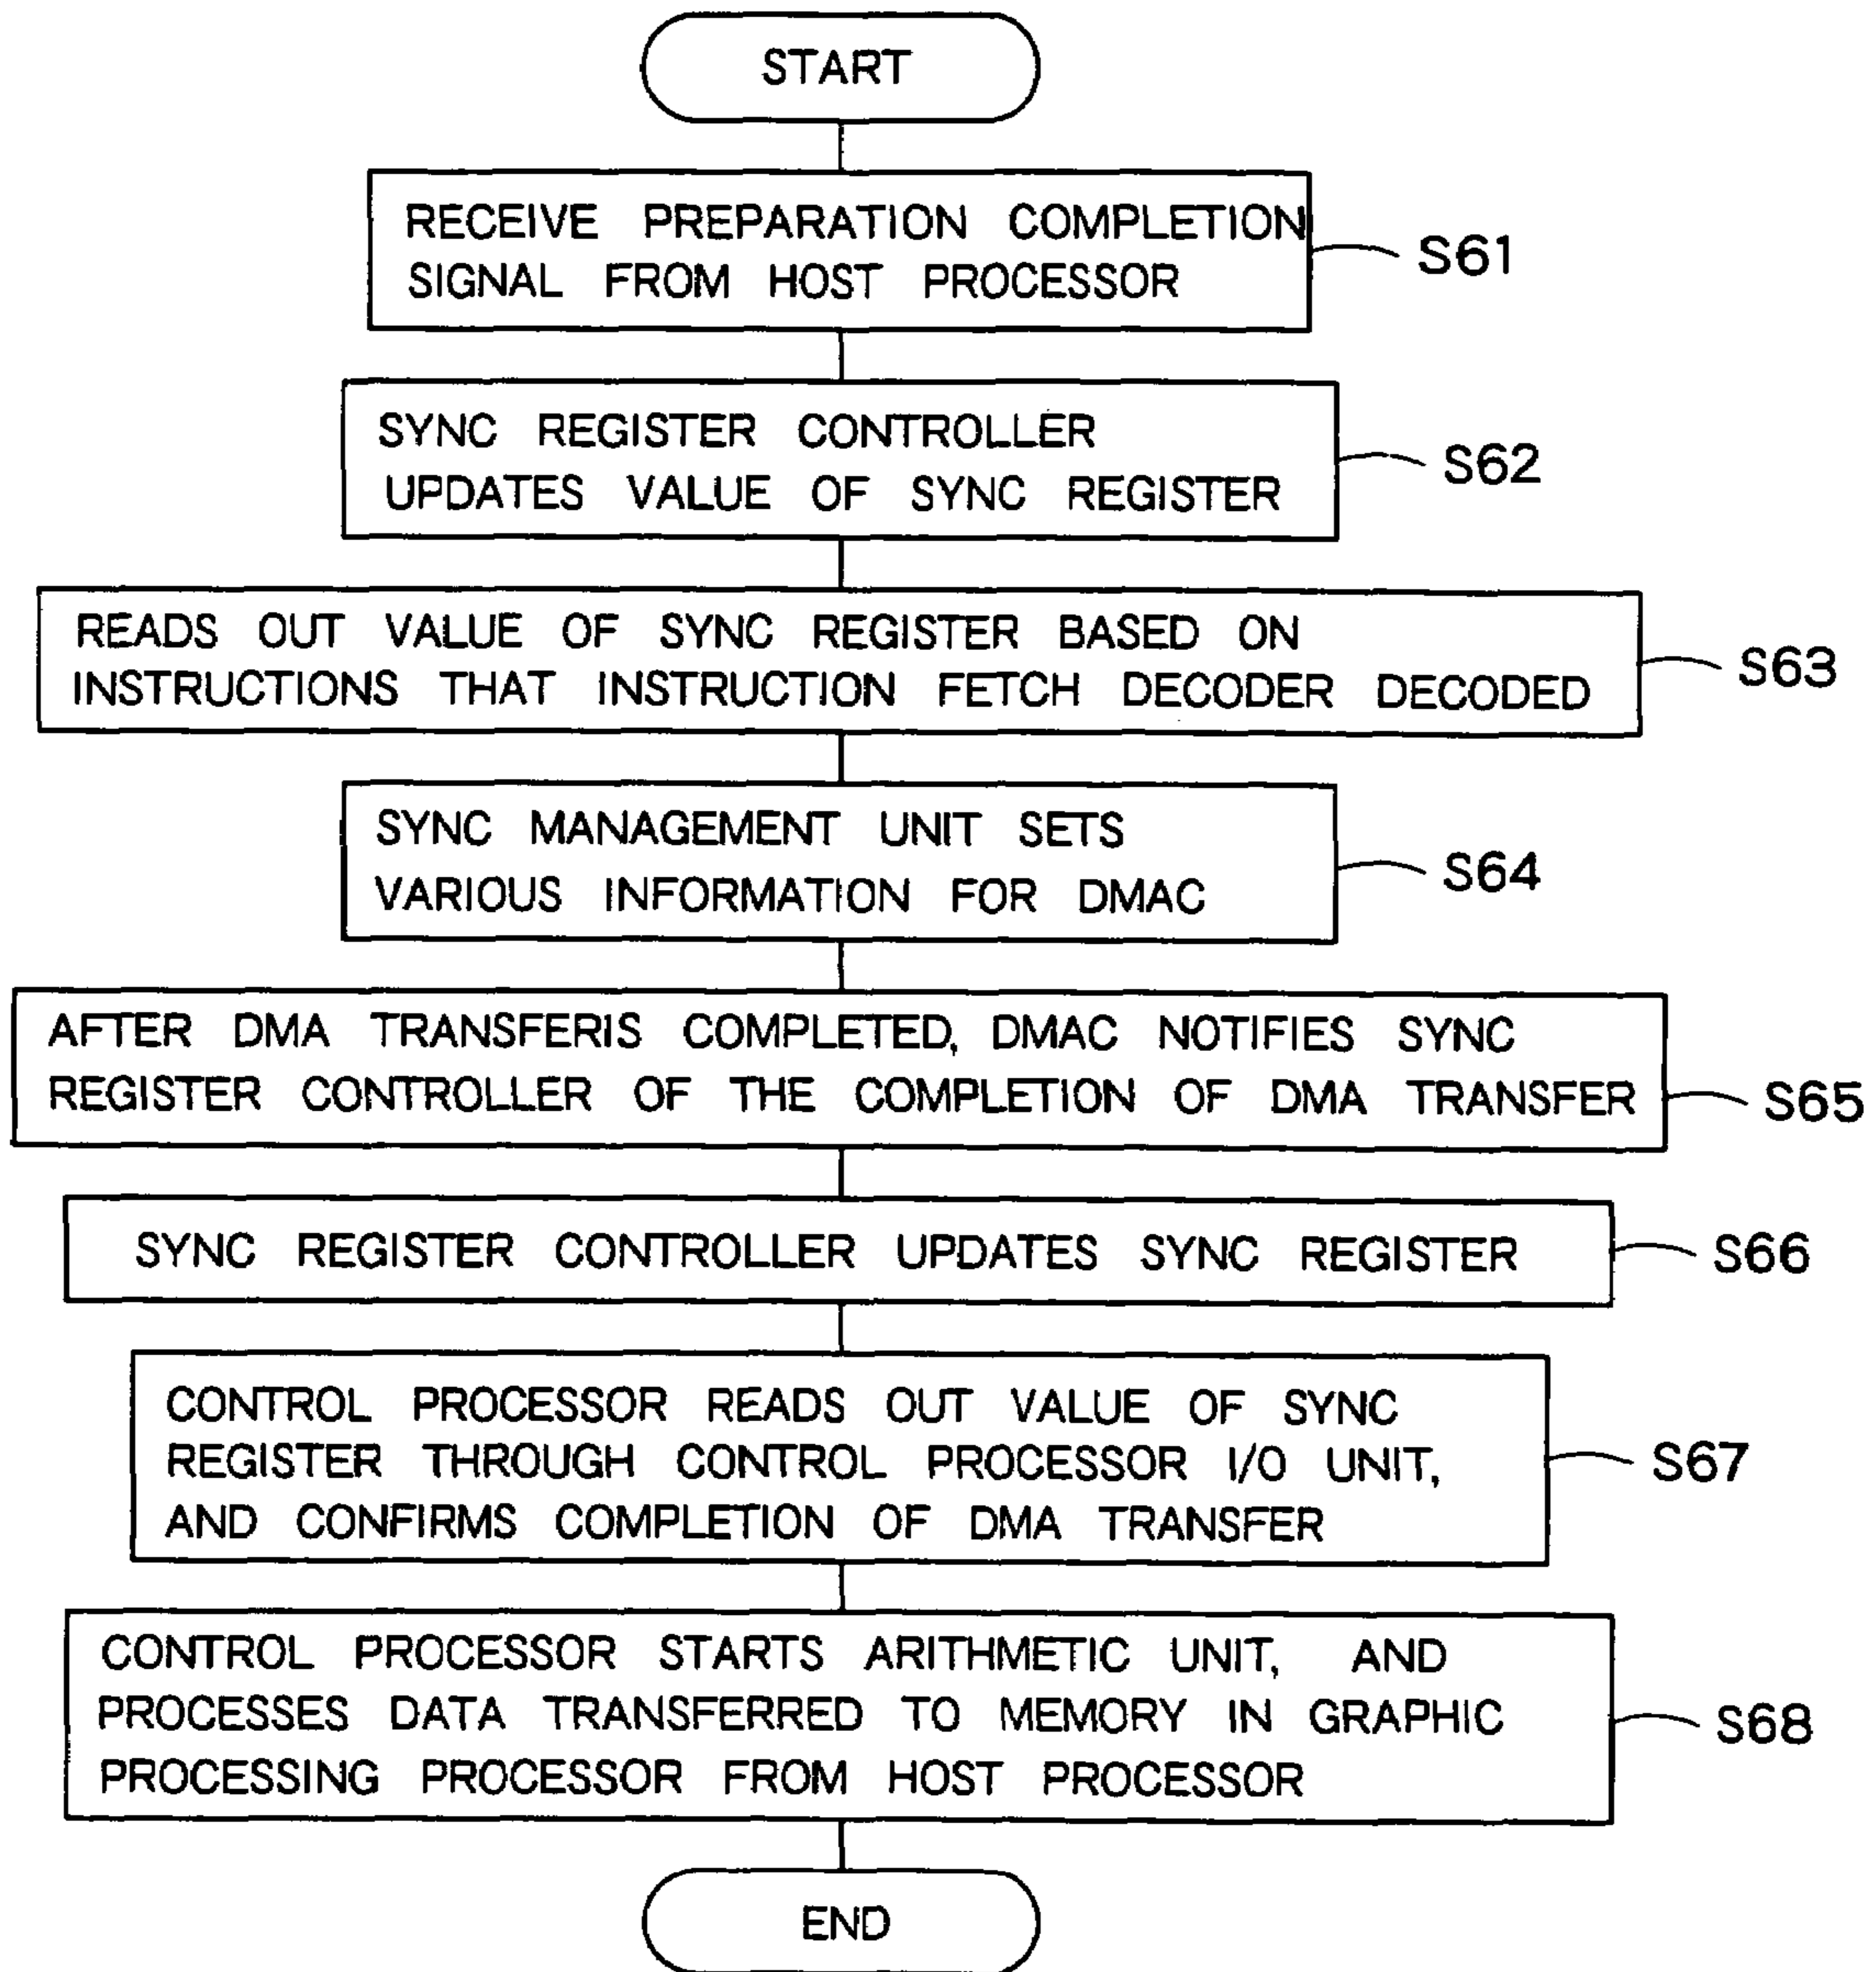 START
RECEIVE PREPARATION COMPLETION
SIGNAL FROM HOST PROCESSOR
S61
SYNC REGISTER CONTROLLER
UPDATES VALUE OF SYNC REGISTER
S62
READS OUT VALUE OF SYNC REGISTER BASED ON
INSTRUCTIONS THAT INSTRUCTION FETCH DECODER DECODED
S63
SYNC MANAGEMENT UNIT SETS
VARIOUS INFORMATION FOR DMAC
S64
AFTER DMA TRANSFERIS COMPLETED, DMAC NOTIFIES SYNC
REGISTER CONTROLLER OF THE COMPLETION OF DMA TRANSFER
S65
SYNC REGISTER CONTROLLER UPDATES SYNC REGISTER
S66
CONTROL PROCESSOR READS OUT VALUE OF SYNC
REGISTER THROUGH CONTROL PROCESSOR I/O UNIT,
AND CONFIRMS COMPLETION OF DMA TRANSFER
S67
CONTROL PROCESSOR STARTS ARITHMETIC UNIT, AND
PROCESSES DATA TRANSFERRED TO MEMORY IN GRAPHIC
PROCESSING PROCESSOR FROM HOST PROCESSOR
S68
END